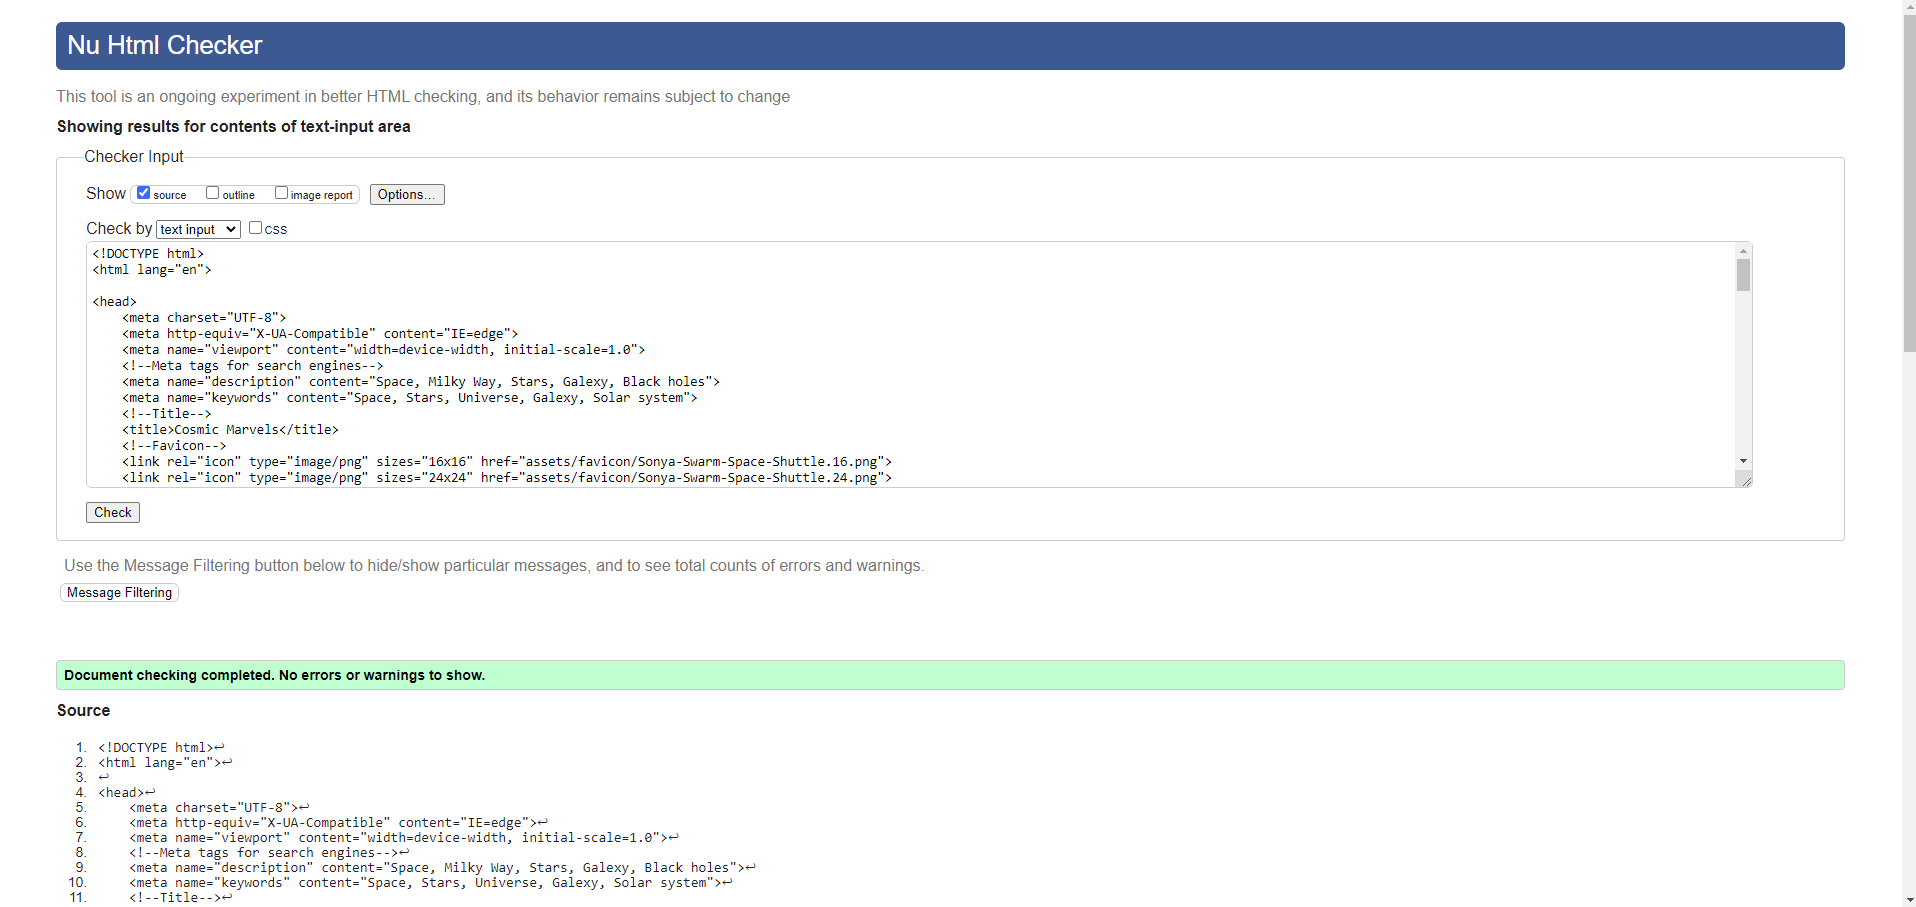 Nu Html Checker
This tool is an ongoing experiment in better HTML checking, and its behavior remains subject to change
Showing results for contents of text-input area
Checker Input
Show source outline image report Options...
Check by text input css
<!DOCTYPE html>
<html lang="en">
<head>
    <meta charset="UTF-8">
    <meta http-equiv="X-UA-Compatible" content="IE=edge">
    <meta name="viewport" content="width=device-width, initial-scale=1.0">
    <!--Meta tags for search engines-->
    <meta name="description" content="Space, Milky Way, Stars, Galexy, Black holes">
    <meta name="keywords" content="Space, Stars, Universe, Galexy, Solar system">
    <!--Title-->
    <title>Cosmic Marvels</title>
    <!--Favicon-->
    <link rel="icon" type="image/png" sizes="16x16" href="assets/favicon/Sonya-Swarm-Space-Shuttle.16.png">
    <link rel="icon" type="image/png" sizes="24x24" href="assets/favicon/Sonya-Swarm-Space-Shuttle.24.png">
Check
Use the Message Filtering button below to hide/show particular messages, and to see total counts of errors and warnings.
Message Filtering
Document checking completed. No errors or warnings to show.
Source
1. <!DOCTYPE html>↩
2. <html lang="en">↩
3. ↩
4. <head>↩
5.     <meta charset="UTF-8">↩
6.     <meta http-equiv="X-UA-Compatible" content="IE=edge">↩
7.     <meta name="viewport" content="width=device-width, initial-scale=1.0">↩
8.     <!--Meta tags for search engines-->↩
9.     <meta name="description" content="Space, Milky Way, Stars, Galexy, Black holes">↩
10.     <meta name="keywords" content="Space, Stars, Universe, Galexy, Solar system">↩
11.     <!--Title-->↩